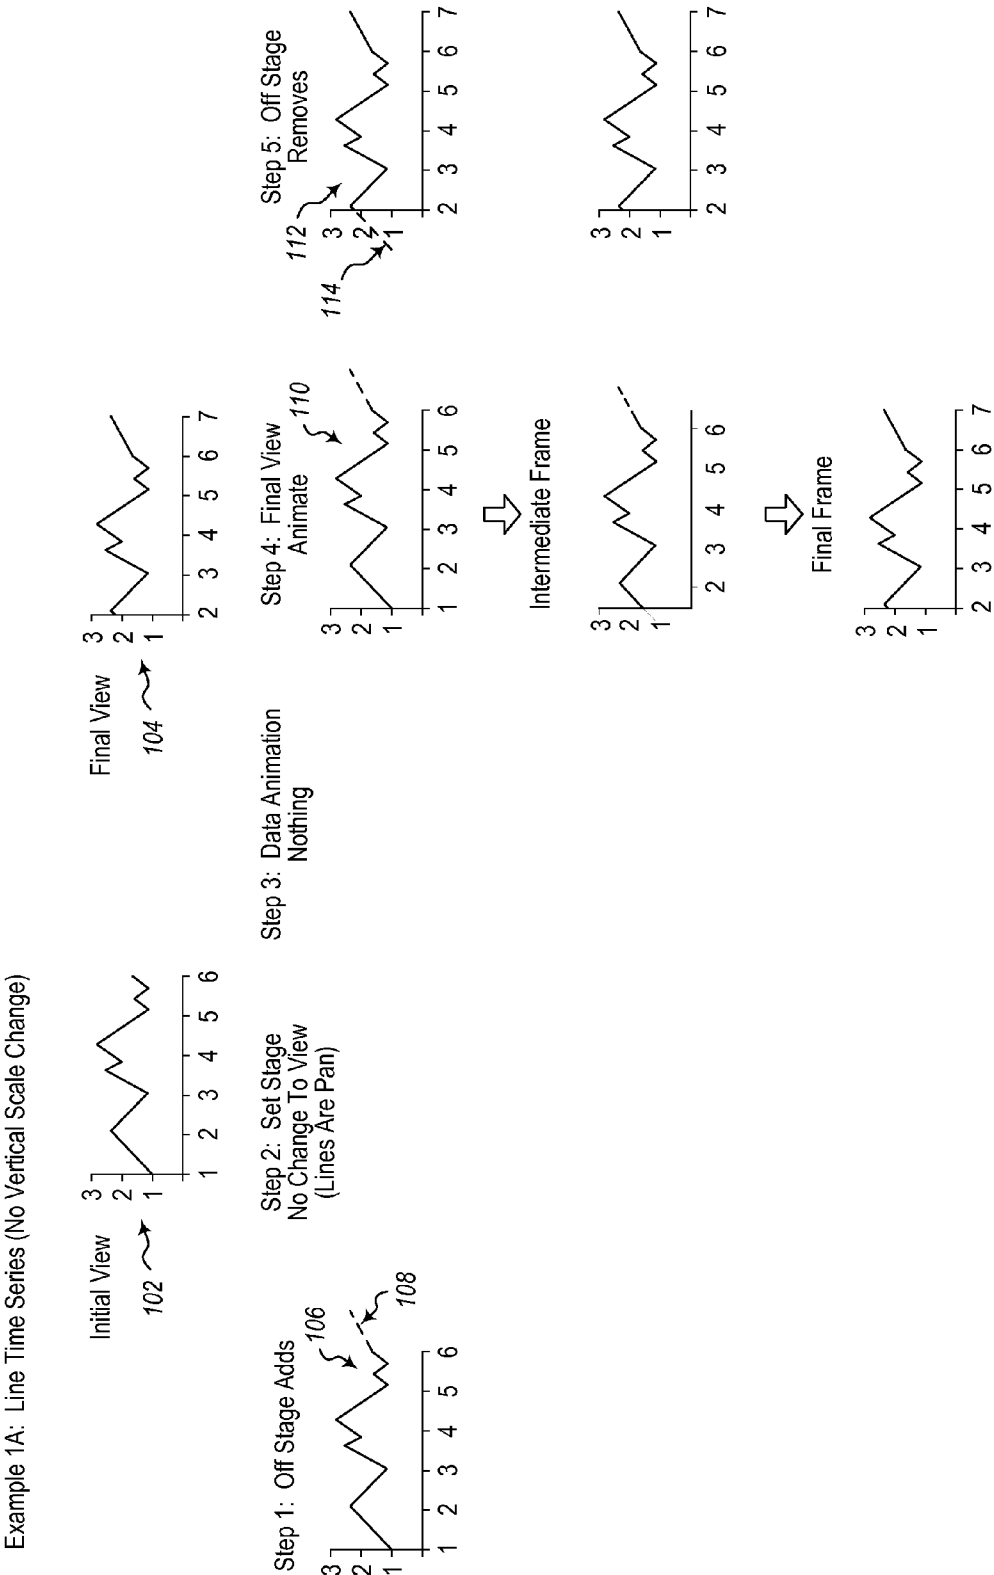 Example 1A: Line Time Series (No Vertical Scale Change)
Initial View
102
3
2
1
1 2 3 4 5 6
Final View
104
3
2
1
2 3 4 5 6 7
Step 1: Off Stage Adds
106
108
3
2
1
1 2 3 4 5 6
Step 2: Set Stage
No Change To View
(Lines Are Pan)
Step 3: Data Animation
Nothing
Step 4: Final View
Animate
110
3
2
1
1 2 3 4 5 6
Intermediate Frame
3
2
1
2 3 4 5 6
Final Frame
3
2
1
2 3 4 5 6 7
Step 5: Off Stage
Removes
112
114
3
2
1
2 3 4 5 6 7
3
2
1
2 3 4 5 6 7